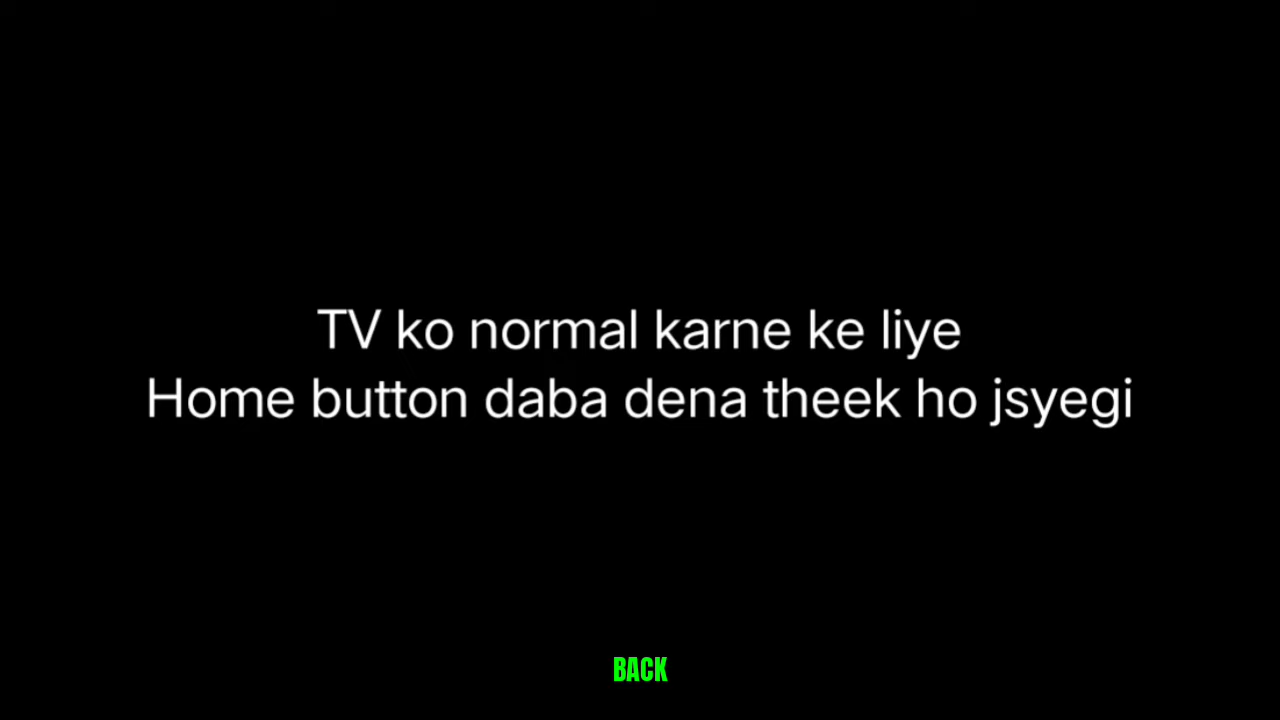 TV ko normal karne ke liye
Home button daba dena theek ho jsyegi
BACK